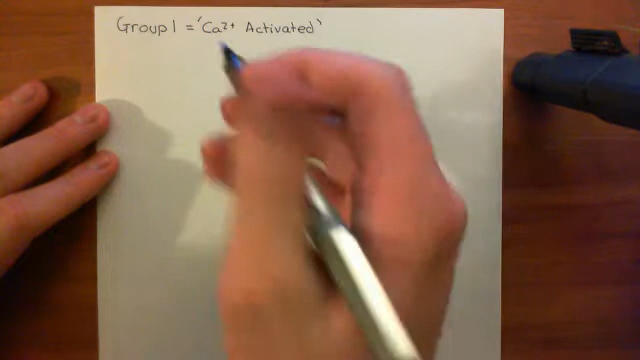 Group 1 = 'Ca²⁺ Activated'